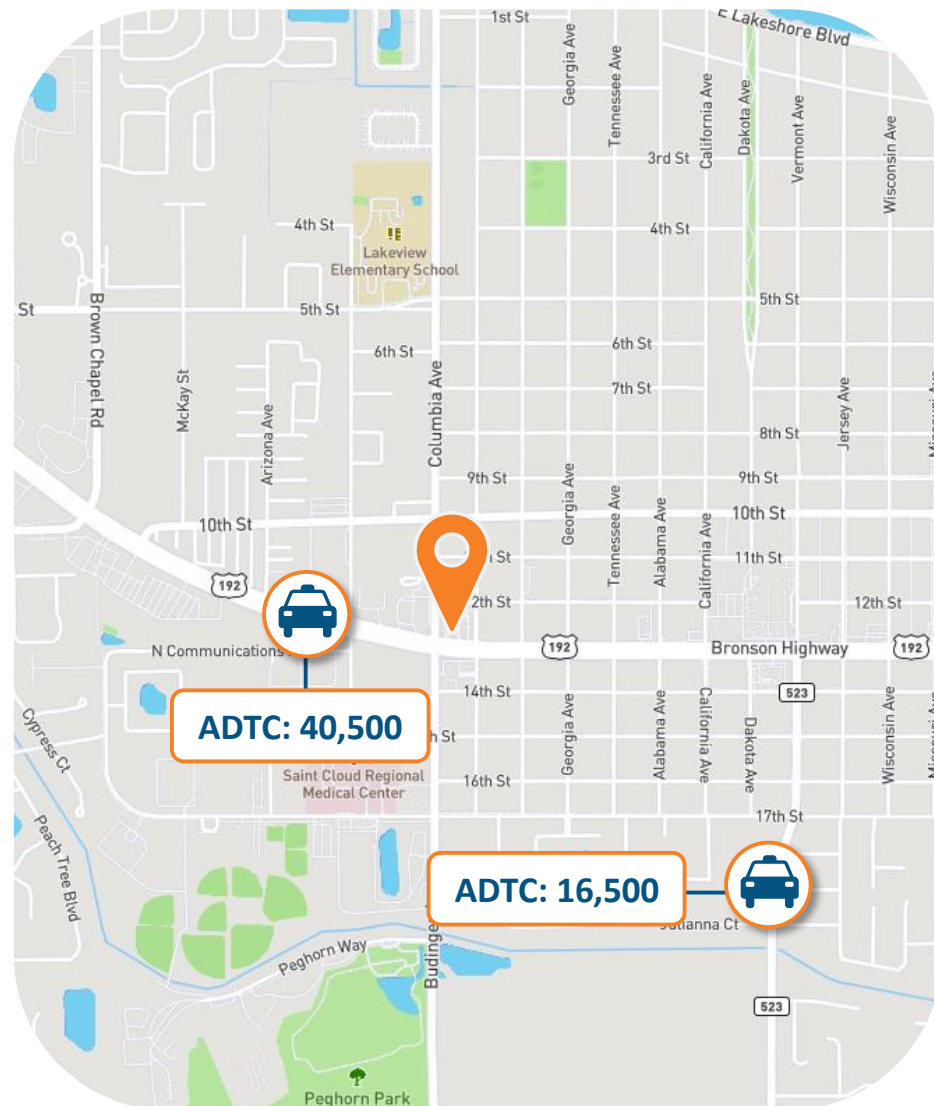 1st St
E Lakeshore Blvd
Georgia Ave
Tennessee Ave
California Ave
Dakota Ave
Vermont Ave
Wisconsin Ave
3rd St
4th St
4th St
Lakeview
Elementary School
St
5th St
5th St
Brown Chapel Rd
McKay St
6th St
6th St
7th St
Columbia Ave
Arizona Ave
Jersey Ave
8th St
9th St
9th St
Georgia Ave
Tennessee Ave
Alabama Ave
California Ave
10th St
10th St
11th St
192
2th St
12th St
N Communications
192
Bronson Highway
192
14th St
523
ADTC: 40,500
h St
Georgia Ave
Alabama Ave
California Ave
Dakota Ave
Wisconsin Ave
Cypress Ct
Saint Cloud Regional
Medical Center
16th St
17th St
Peach Tree Blvd
ADTC: 16,500
Julianna Ct
Peghorn Way
Budinge
523
Peghorn Park